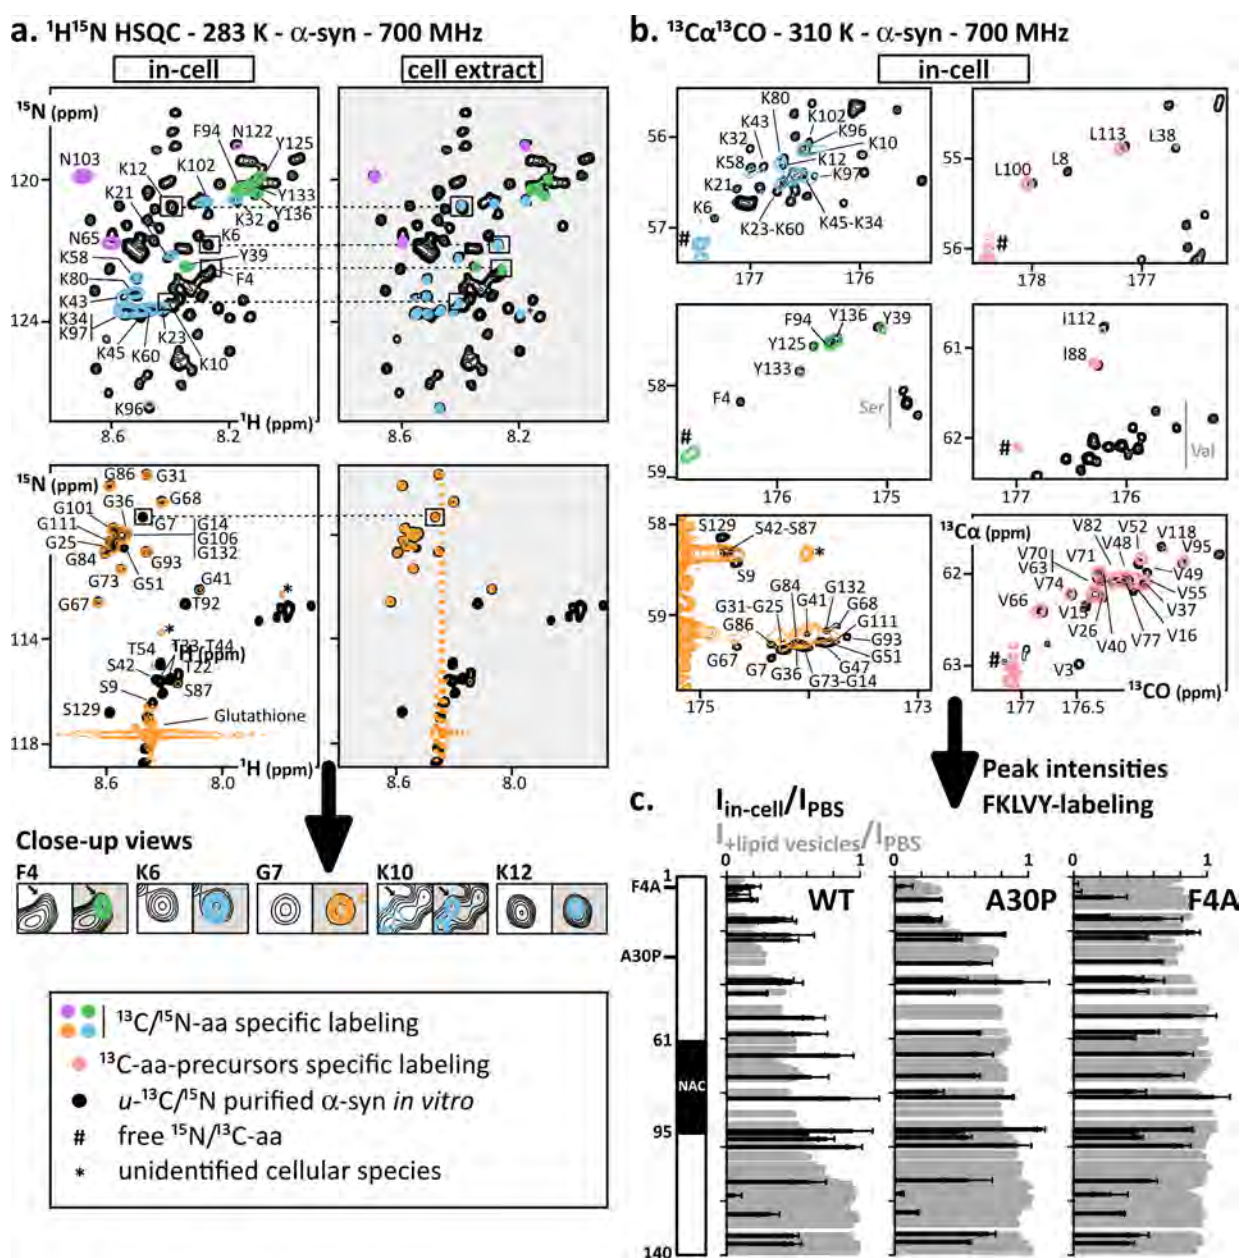 a. ¹H¹⁵N HSQC - 283 K - α-syn - 700 MHz
in-cell
cell extract
¹⁵N (ppm)
N103
F94
N122
Y125
K12
K102
K21
120
Y133
Y136
K32
N65
K6
K58
Y39
K80
F4
K43
K34
K97
124
K45
K23
K60
K10
K96
¹H (ppm)
8.6
8.2
8.6
8.2
¹⁵N (ppm)
G86
G31
G36
G68
G101
G111
G7
G14
G25
G106
G84
G132
G93
G73
G51
G41
G67
T92
*
114
*
T54
T33
T44
¹H (ppm)
S42
T22
S9
S87
S129
Glutathione
118
¹H (ppm)
8.6
8.0
8.6
8.0
Close-up views
F4
K6
G7
K10
K12
¹³C/¹⁵N-aa specific labeling
¹³C-aa-precursors specific labeling
u-¹³C/¹⁵N purified α-syn in vitro
# free ¹⁵N/¹³C-aa
* unidentified cellular species
b. ¹³Cα¹³CO - 310 K - α-syn - 700 MHz
in-cell
56
K80
K43
K102
K32
K96
K10
K58
K12
K97
K21
K6
K45-K34
K23-K60
57
#
177
176
L113
L38
55
L8
L100
56
#
178
177
Y136
F94
Y39
Y125
Y133
58
F4
Ser
#
59
176
175
I112
61
I88
62
#
Val
177
176
58
S129
S42-S87
*
S9
G84
G132
59
G31-G25
G41
G68
G86
G111
G93
G67
G51
G7
G47
G36
G73-G14
175
173
¹³Cα
(ppm)
V52
V82
V48
V118
V70
V71
V95
V63
62
V74
V49
V66
V55
V15
V37
V26
V16
V40
V77
63
#
V3
¹³CO (ppm)
177
176.5
Peak intensities
FKLVY-labeling
c.
I in-cell/I PBS
I +lipid vesicles/I PBS
0
1
0
1
0
1
1
F4A
WT
A30P
F4A
A30P
61
NAC
95
140